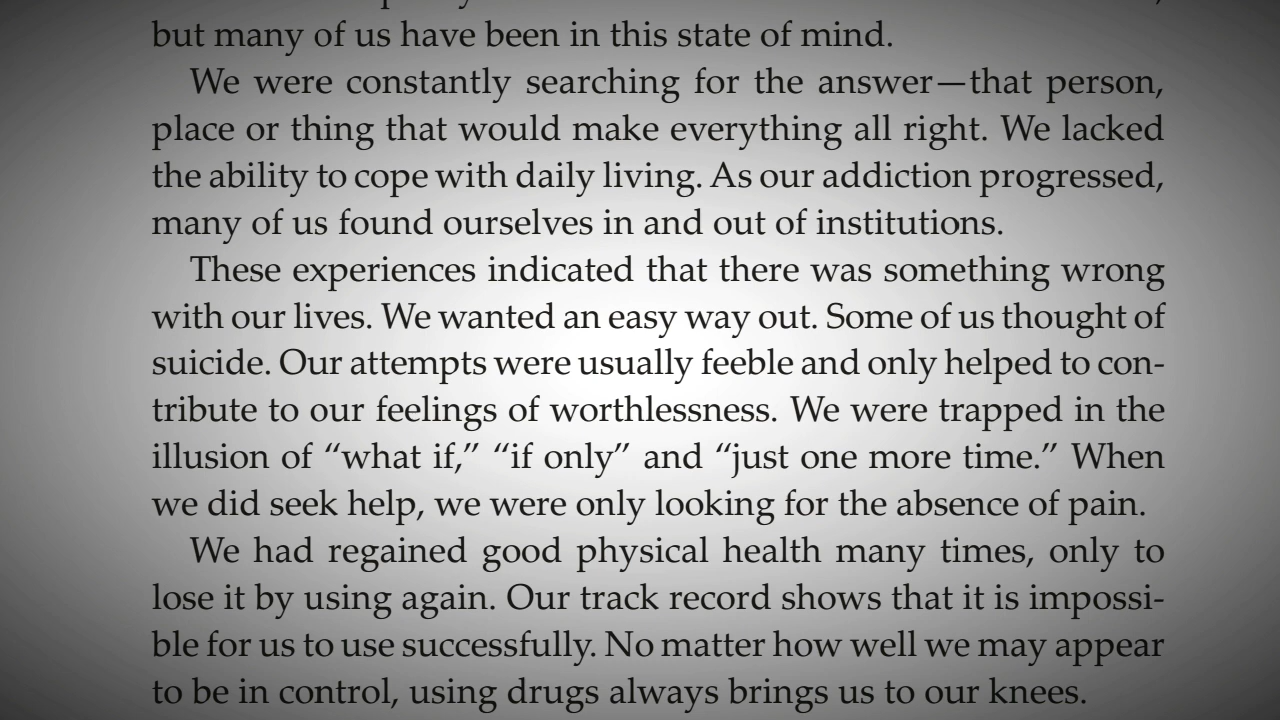 but many of us have been in this state of mind.
We were constantly searching for the answer—that person,
place or thing that would make everything all right. We lacked
the ability to cope with daily living. As our addiction progressed,
many of us found ourselves in and out of institutions.
These experiences indicated that there was something wrong
with our lives. We wanted an easy way out. Some of us thought of
suicide. Our attempts were usually feeble and only helped to con-
tribute to our feelings of worthlessness. We were trapped in the
illusion of “what if,” “if only” and “just one more time.” When
we did seek help, we were only looking for the absence of pain.
We had regained good physical health many times, only to
lose it by using again. Our track record shows that it is impossi-
ble for us to use successfully. No matter how well we may appear
to be in control, using drugs always brings us to our knees.